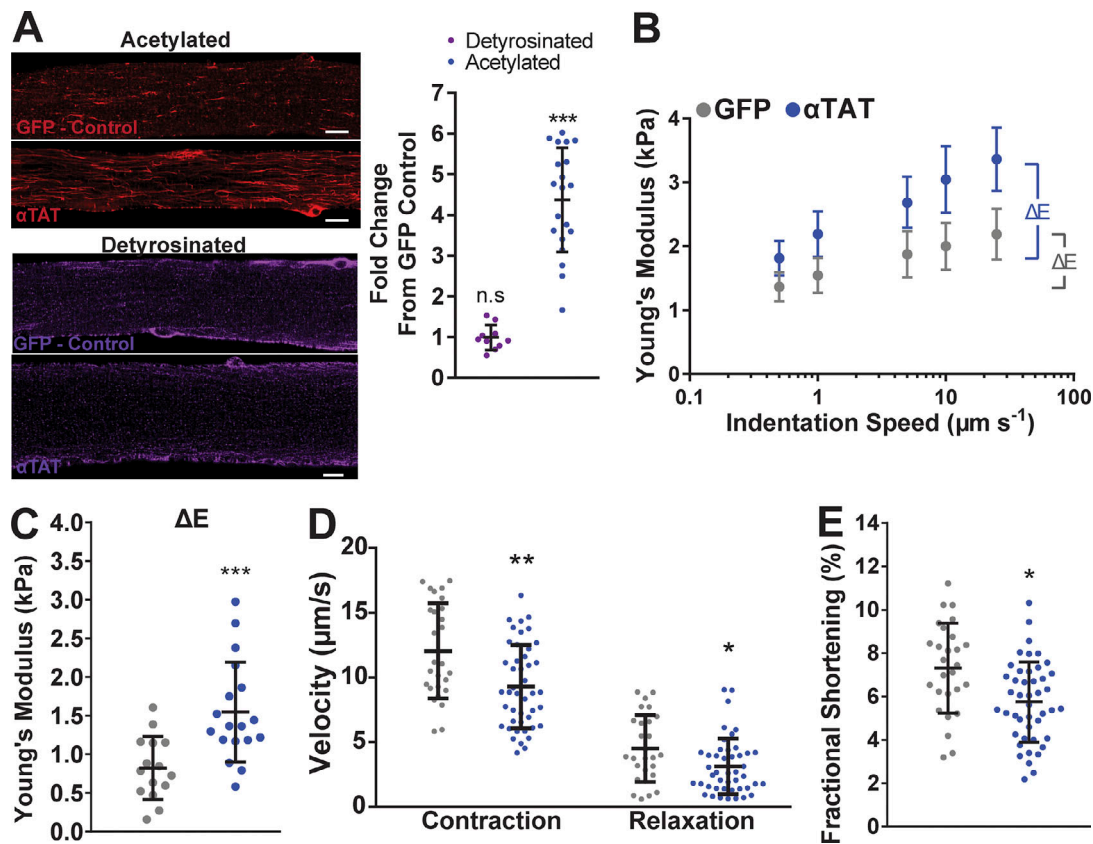 A
Acetylated
GFP - Control
αTAT
Detyrosinated
GFP - Control
αTAT
Detyrosinated
Acetylated
Fold Change
From GFP Control
7
6
5
4
3
2
1
0
n.s
***
B
GFP
αTAT
Young's Modulus (kPa)
4
3
2
1
0
0.1
1
10
100
Indentation Speed (µm s⁻¹)
ΔE
ΔE
C
ΔE
Young's Modulus (kPa)
4.0
3.5
3.0
2.5
2.0
1.5
1.0
0.5
0.0
***
D
Velocity (µm/s)
20
15
10
5
0
**
*
Contraction
Relaxation
E
Fractional Shortening (%)
14
12
10
8
6
4
2
0
*